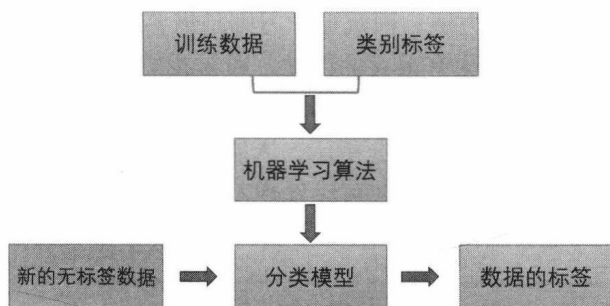 训练数据
类别标签
机器学习算法
新的无标签数据
分类模型
数据的标签